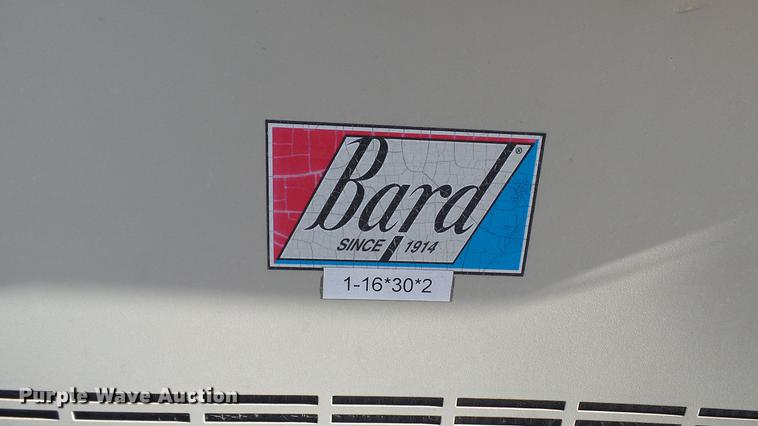 Bard®
SINCE 1914
1-16*30*2
Purple Wave Auction